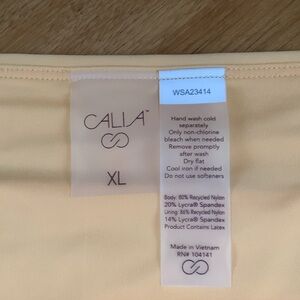 CALIA™
XL
WSA23414
Hand wash cold
separately
Only non-chlorine
bleach when needed
Remove promptly
after wash
Dry flat
Cool iron if needed
Do not use softeners
Body: 80% Recycled Nylon
20% Lycra® Spandex
Lining: 86% Recycled Nylon
14% Lycra® Spandex
Product Contains Latex
Made in Vietnam
RN# 104141